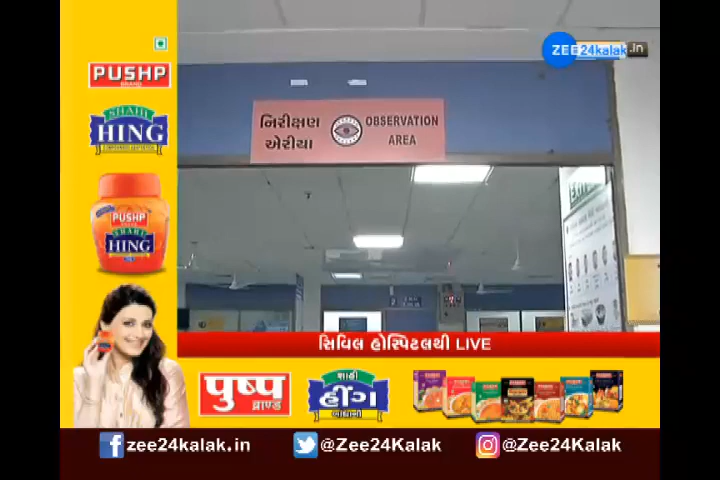 ZEE 24kalak.in
PUSHP
BRAND
SHAHI
HING
PUSHP
SHAHI
HING
નિરીક્ષણ
એરીયા
OBSERVATION
AREA
સિવિલ હોસ્પિટલથી LIVE
पुष्प
ब्राण्ड
શાહી
હીંગ
બાંધાની
zee24kalak.in
@Zee24Kalak
@Zee24Kalak